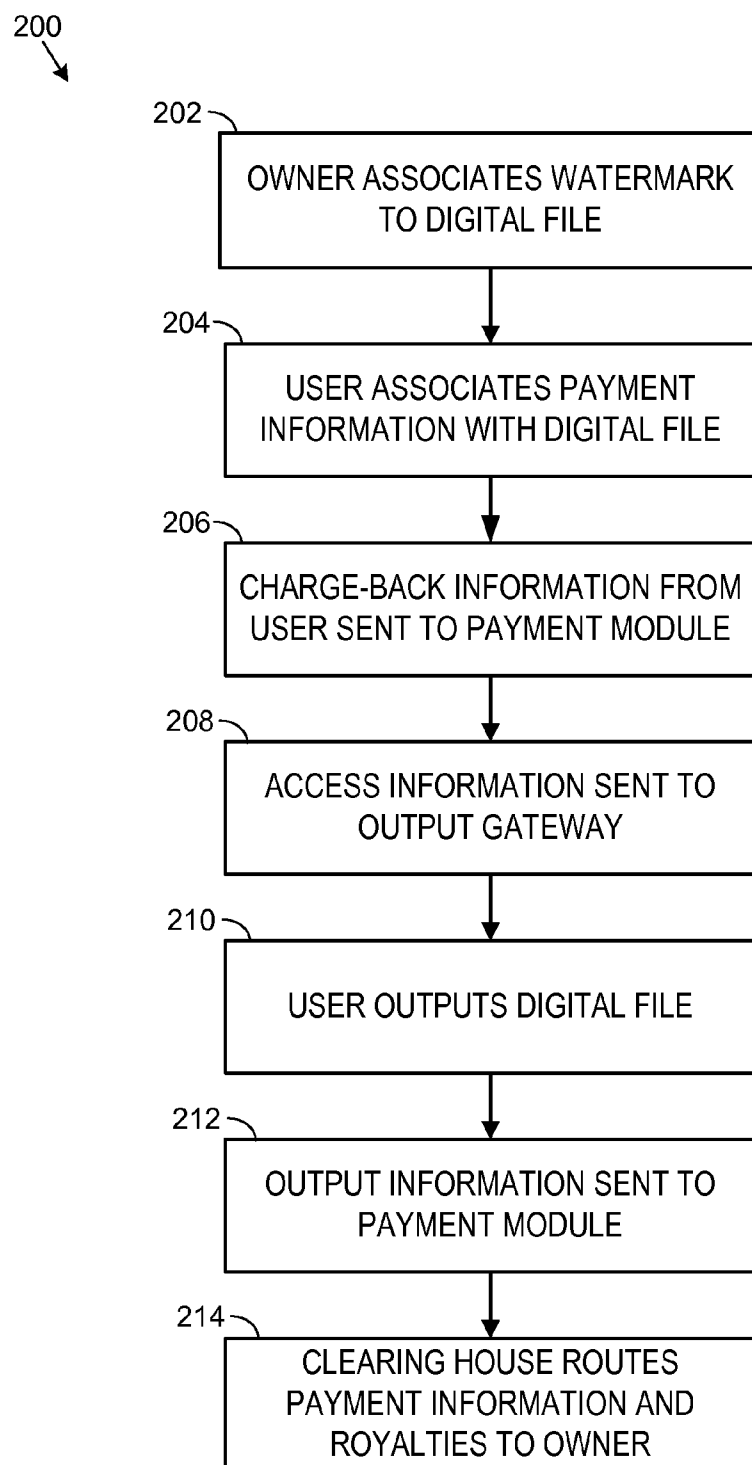 200
202
OWNER ASSOCIATES WATERMARK
TO DIGITAL FILE
204
USER ASSOCIATES PAYMENT
INFORMATION WITH DIGITAL FILE
206
CHARGE-BACK INFORMATION FROM
USER SENT TO PAYMENT MODULE
208
ACCESS INFORMATION SENT TO
OUTPUT GATEWAY
210
USER OUTPUTS DIGITAL FILE
212
OUTPUT INFORMATION SENT TO
PAYMENT MODULE
214
CLEARING HOUSE ROUTES
PAYMENT INFORMATION AND
ROYALTIES TO OWNER